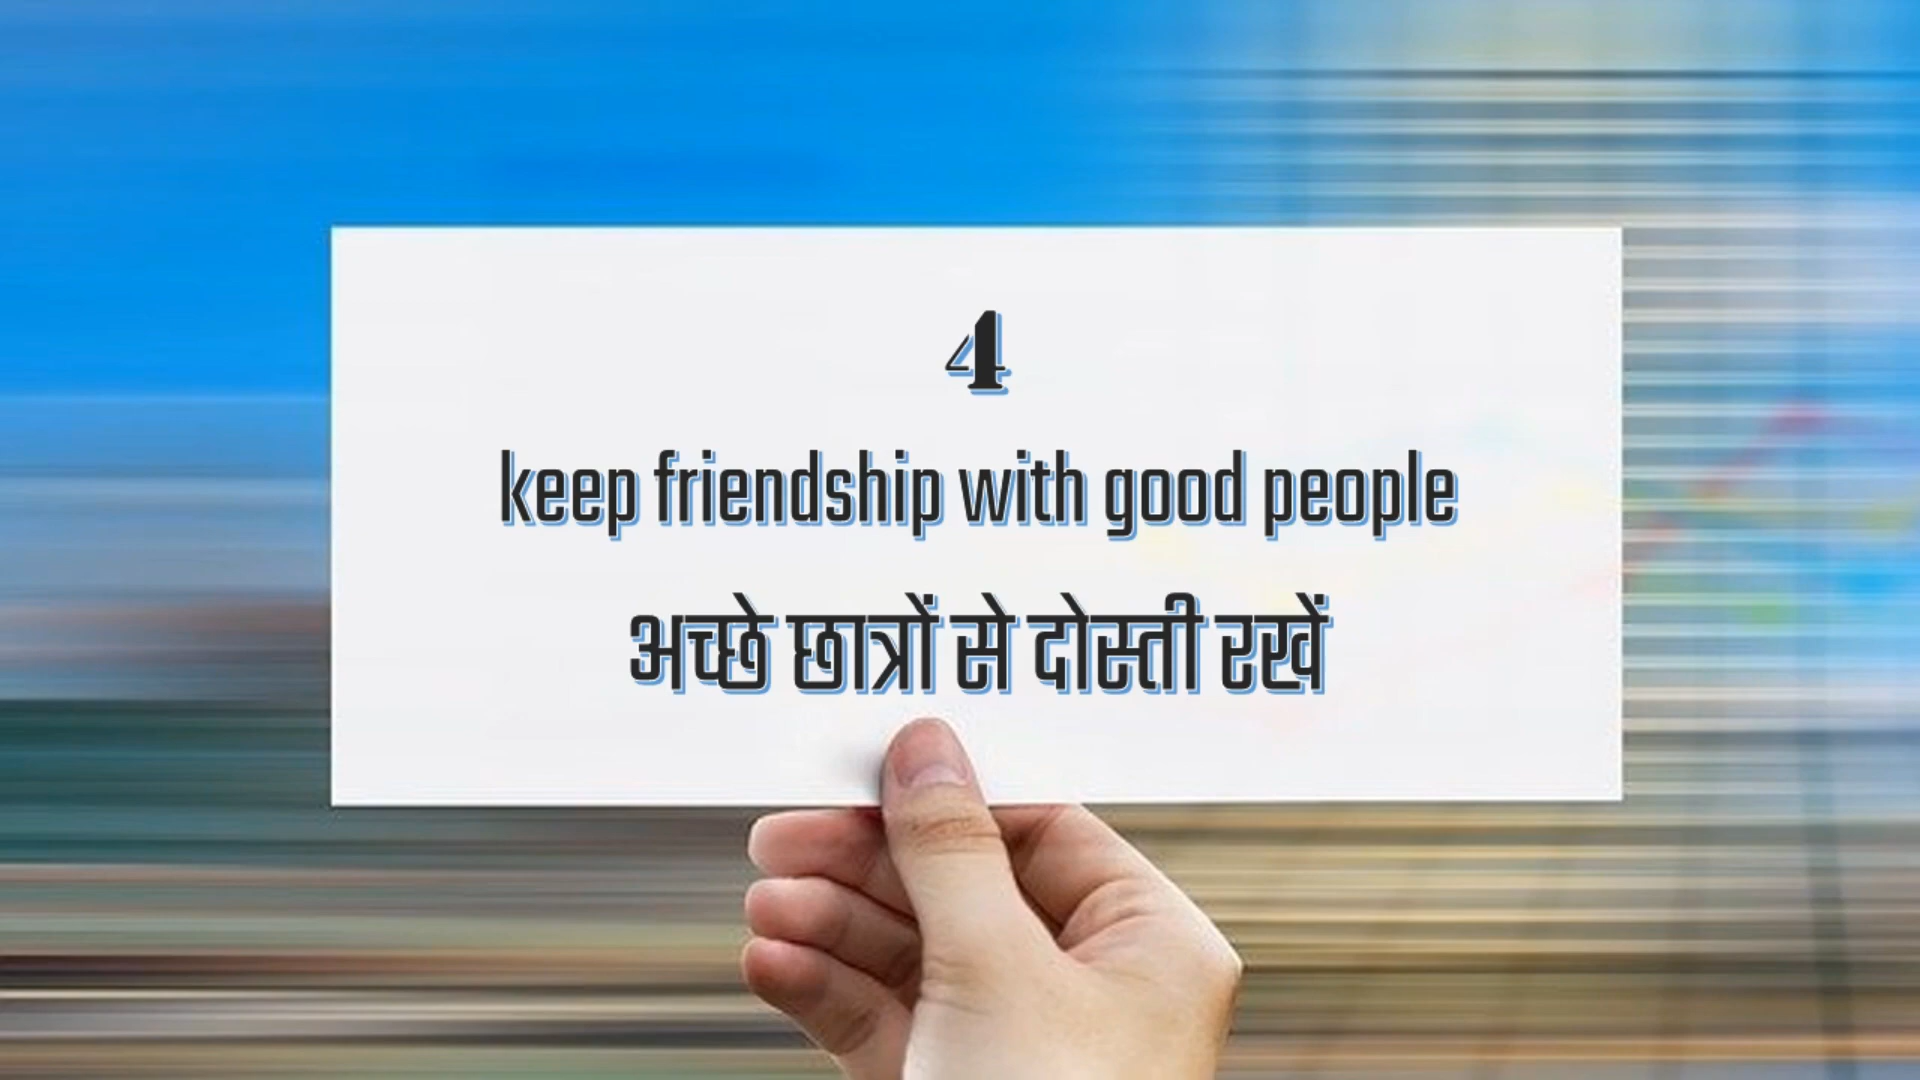 4
keep friendship with good people
अच्छे छात्रों से दोस्ती रखें